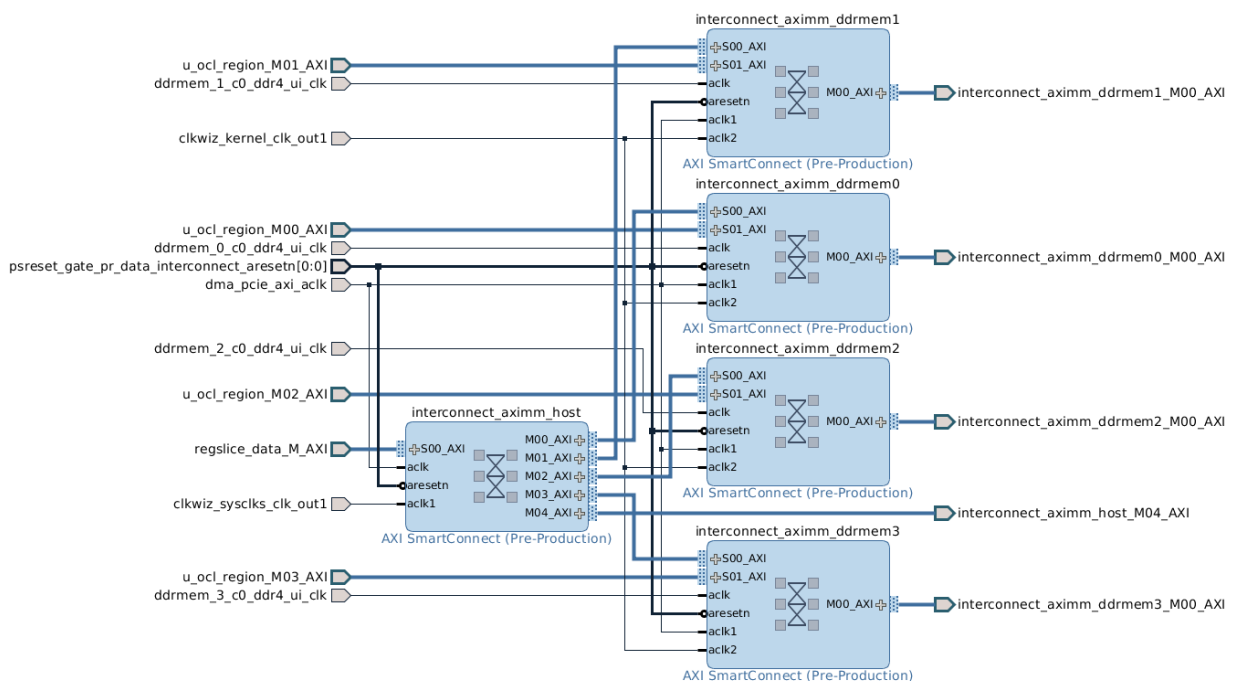 interconnect_aximm_ddrmem1
u_ocl_region_M01_AXI
ddrmem_1_c0_ddr4_ui_clk
clkwiz_kernel_clk_out1
S00_AXI
S01_AXI
aclk
aresetn
aclk1
aclk2
M00_AXI
interconnect_aximm_ddrmem1_M00_AXI
AXI SmartConnect (Pre-Production)
interconnect_aximm_ddrmem0
u_ocl_region_M00_AXI
ddrmem_0_c0_ddr4_ui_clk
psreset_gate_pr_data_interconnect_aresetn[0:0]
dma_pcie_axi_aclk
S00_AXI
S01_AXI
aclk
aresetn
aclk1
aclk2
M00_AXI
interconnect_aximm_ddrmem0_M00_AXI
AXI SmartConnect (Pre-Production)
interconnect_aximm_ddrmem2
ddrmem_2_c0_ddr4_ui_clk
u_ocl_region_M02_AXI
S00_AXI
S01_AXI
aclk
aresetn
aclk1
aclk2
M00_AXI
interconnect_aximm_ddrmem2_M00_AXI
AXI SmartConnect (Pre-Production)
interconnect_aximm_host
regslice_data_M_AXI
clkwiz_sysclks_clk_out1
S00_AXI
aclk
aresetn
aclk1
M00_AXI
M01_AXI
M02_AXI
M03_AXI
M04_AXI
interconnect_aximm_host_M04_AXI
AXI SmartConnect (Pre-Production)
interconnect_aximm_ddrmem3
u_ocl_region_M03_AXI
ddrmem_3_c0_ddr4_ui_clk
S00_AXI
S01_AXI
aclk
aresetn
aclk1
aclk2
M00_AXI
interconnect_aximm_ddrmem3_M00_AXI
AXI SmartConnect (Pre-Production)